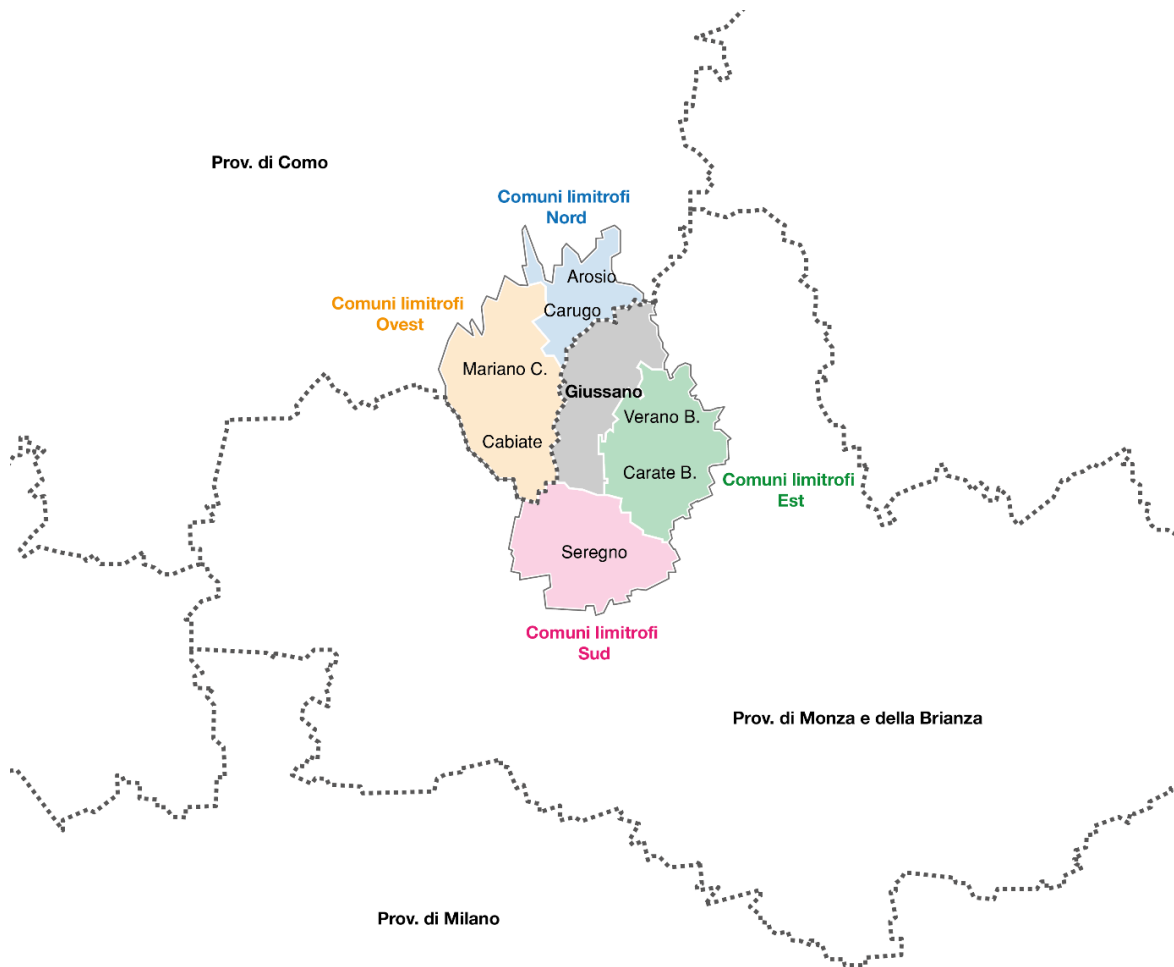 Prov. di Como
Comuni limitrofi
Nord
Arosio
Carugo
Comuni limitrofi
Ovest
Mariano C.
Giussano
Verano B.
Cabiate
Carate B.
Comuni limitrofi
Est
Seregno
Comuni limitrofi
Sud
Prov. di Monza e della Brianza
Prov. di Milano